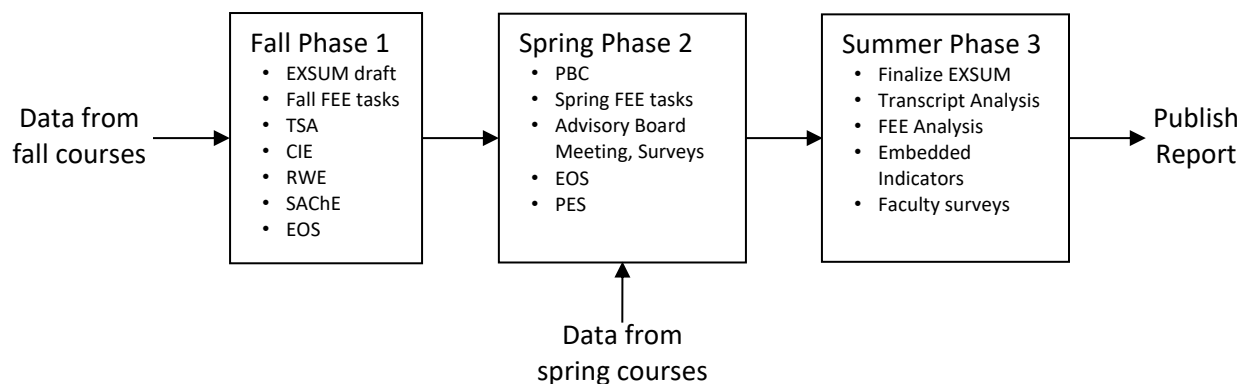 Data from
fall courses
Fall Phase 1
• EXSUM draft
• Fall FEE tasks
• TSA
• CIE
• RWE
• SAChE
• EOS
Spring Phase 2
• PBC
• Spring FEE tasks
• Advisory Board
Meeting, Surveys
• EOS
• PES
Data from
spring courses
Summer Phase 3
• Finalize EXSUM
• Transcript Analysis
• FEE Analysis
• Embedded
Indicators
• Faculty surveys
Publish
Report